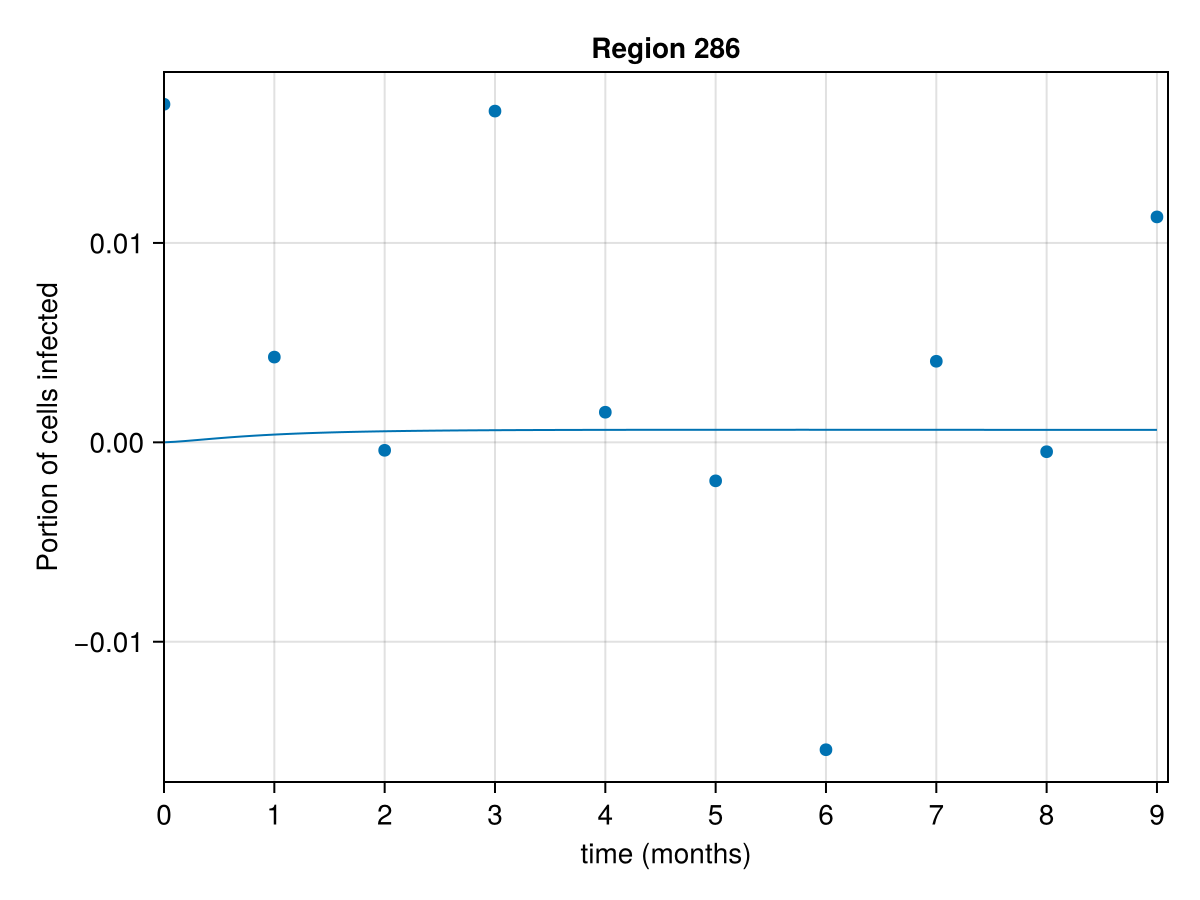 Region 286
Portion of cells infected
0.01
0.00
−0.01
0 1 2 3 4 5 6 7 8 9
time (months)